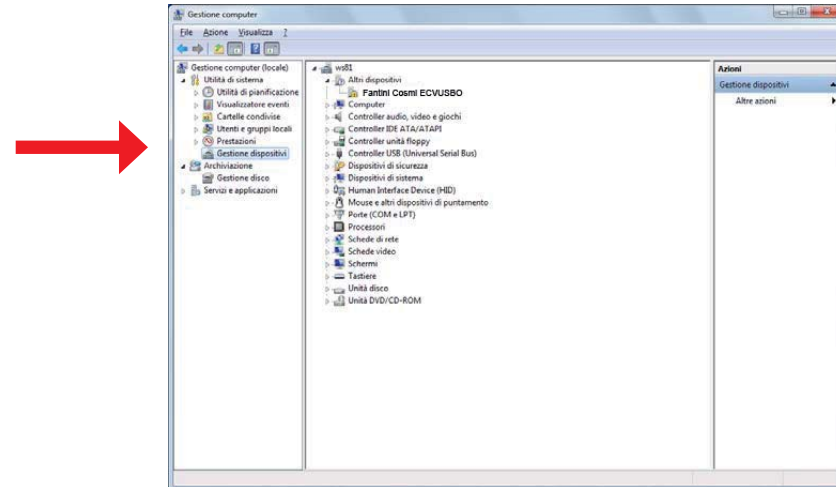 Gestione computer
File Azione Visualizza ?
Gestione computer (locale)
Utilità di sistema
Utilità di pianificazione
Visualizzatore eventi
Cartelle condivise
Utenti e gruppi locali
Prestazioni
Gestione dispositivi
Archiviazione
Gestione disco
Servizi e applicazioni
ws81
Altri dispositivi
Fantini Cosmi ECVUSBO
Computer
Controller audio, video e giochi
Controller IDE ATA/ATAPI
Controller unità floppy
Controller USB (Universal Serial Bus)
Dispositivi di sicurezza
Dispositivi di sistema
Human Interface Device (HID)
Mouse e altri dispositivi di puntamento
Porte (COM e LPT)
Processori
Schede di rete
Schede video
Schermi
Tastiere
Unità disco
Unità DVD/CD-ROM
Azioni
Gestione dispositivi
Altre azioni